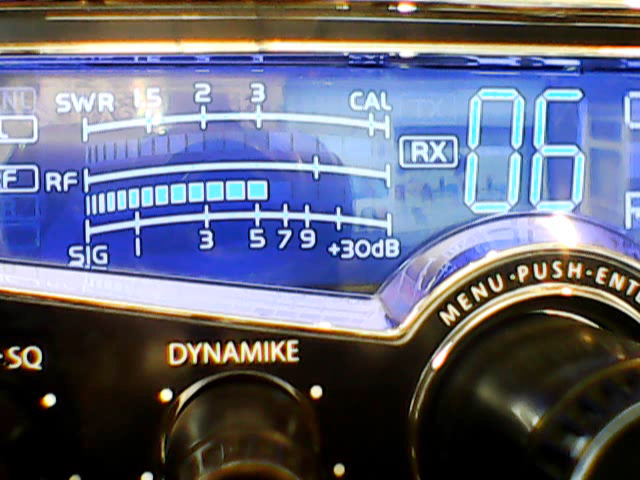 SWR 1.5 2 3 CAL
RX 06
RF
1 3 5 7 9 +30dB
SIG
MENU·PUSH·ENT
SQ
DYNAMIKE